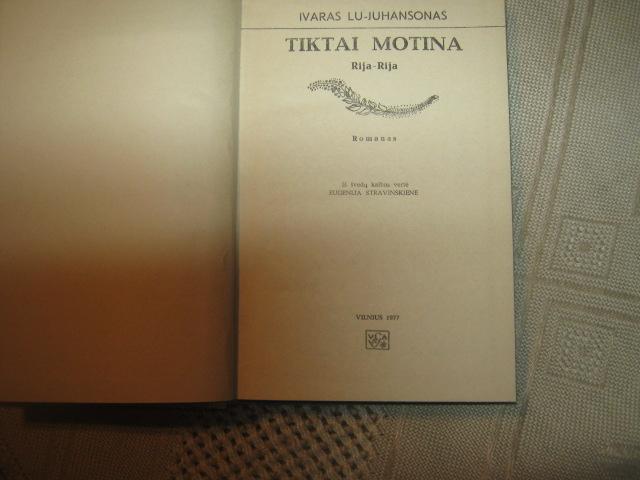 IVARAS LU-JUHANSONAS
TIKTAI MOTINA
Rija-Rija
Romanas
Iš švedų kalbos vertė
EUGENIJA STRAVINSKIENĖ
VILNIUS 1977